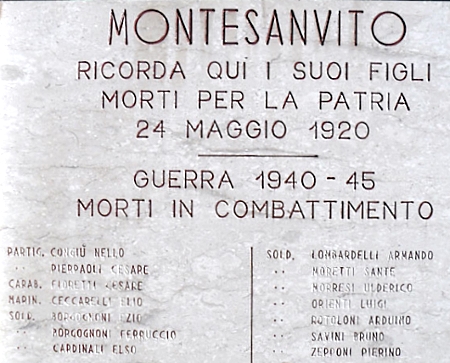 MONTESANVITO
RICORDA QUI I SUOI FIGLI
MORTI PER LA PATRIA
24 MAGGIO 1920
GUERRA 1940-45
MORTI IN COMBATTIMENTO
PARTIG. CONGIÙ NELLO
" PIERPAOLI CESARE
CARAB. FIORETTI CESARE
MARIN. CECCARELLI ELIO
SOLD. BORGOGNONI EZIO
" BORGOGNONI FERRUCCIO
" CARDINALI ELSO
SOLD. LOMBARDELLI ARMANDO
" MORETTI SANTE
" MORRESI ULDERICO
" ORIENTI LUIGI
" ROTOLONI ARDUINO
" SAVINI BRUNO
" ZEPPONI PIERINO